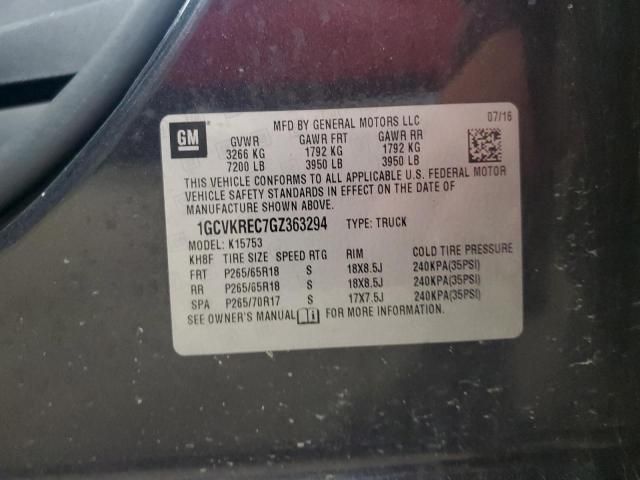 MFD BY GENERAL MOTORS LLC 07/16
GM
GVWR GAWR FRT GAWR RR
3266 KG 1792 KG 1792 KG
7200 LB 3950 LB 3950 LB
THIS VEHICLE CONFORMS TO ALL APPLICABLE U.S. FEDERAL MOTOR
VEHICLE SAFETY STANDARDS IN EFFECT ON THE DATE OF
MANUFACTURE SHOWN ABOVE.
1GCVKREC7GZ363294 TYPE: TRUCK
MODEL: K15753
KH8F TIRE SIZE SPEED RTG RIM COLD TIRE PRESSURE
FRT P265/65R18 S 18X8.5J 240KPA(35PSI)
RR P265/65R18 S 18X8.5J 240KPA(35PSI)
SPA P265/70R17 S 17X7.5J 240KPA(35PSI)
SEE OWNER'S MANUAL FOR MORE INFORMATION.